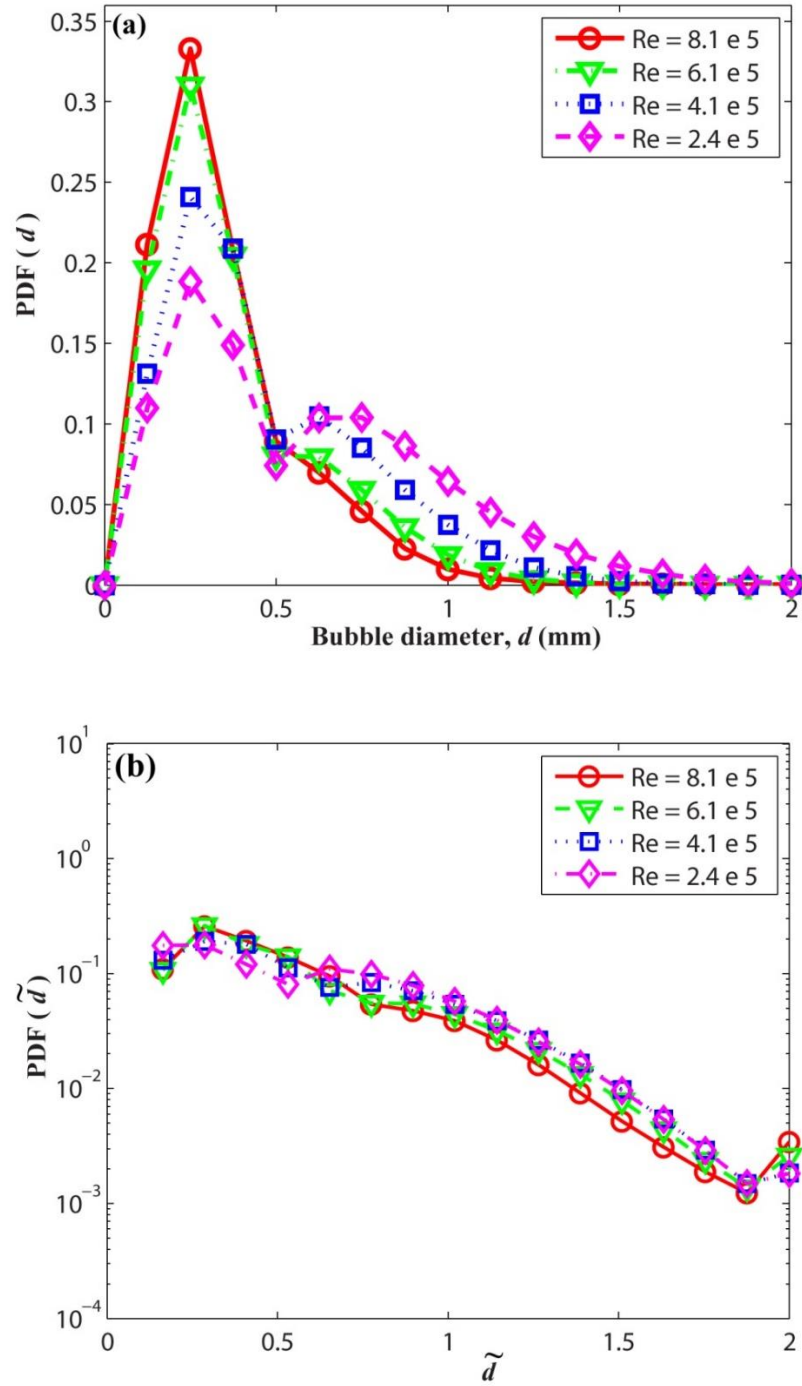 (a)
0.35
0.3
0.25
0.2
0.15
0.1
0.05
0
PDF ( d )
Re = 8.1 e 5
Re = 6.1 e 5
Re = 4.1 e 5
Re = 2.4 e 5
0 0.5 1 1.5 2
Bubble diameter, d (mm)
(b)
10¹
10⁰
10⁻¹
10⁻²
10⁻³
10⁻⁴
PDF ( d̃ )
Re = 8.1 e 5
Re = 6.1 e 5
Re = 4.1 e 5
Re = 2.4 e 5
0 0.5 1 1.5 2
d̃